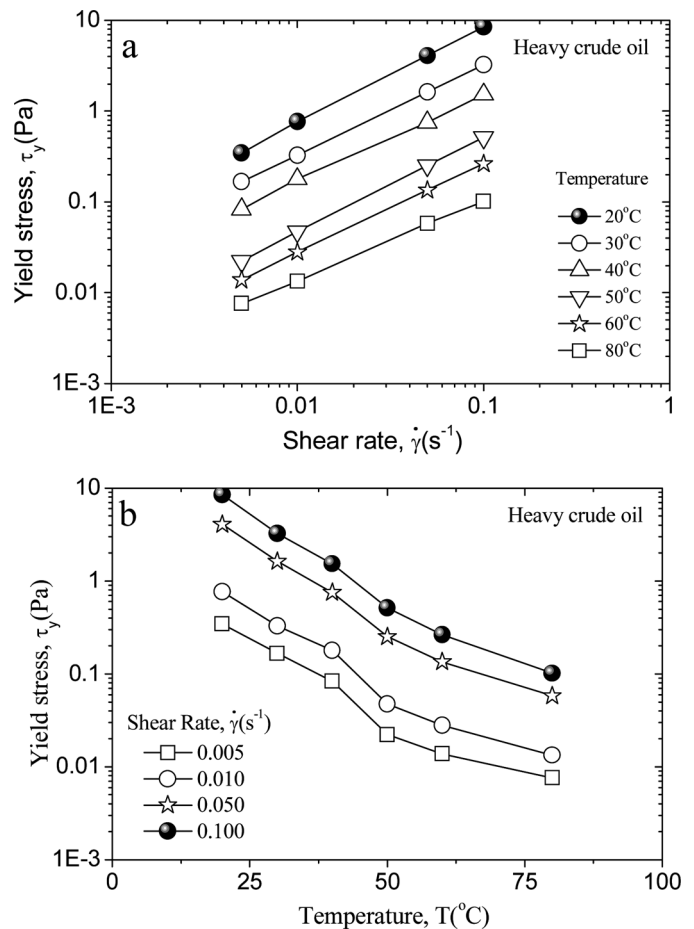 a
Heavy crude oil
10
1
0.1
0.01
1E-3
Yield stress, τy(Pa)
Temperature
20°C
30°C
40°C
50°C
60°C
80°C
1E-3
0.01
0.1
1
Shear rate, γ̇(s⁻¹)
b
Heavy crude oil
10
1
0.1
0.01
1E-3
Yield stress, τy(Pa)
Shear Rate, γ̇(s⁻¹)
0.005
0.010
0.050
0.100
0
25
50
75
100
Temperature, T(°C)